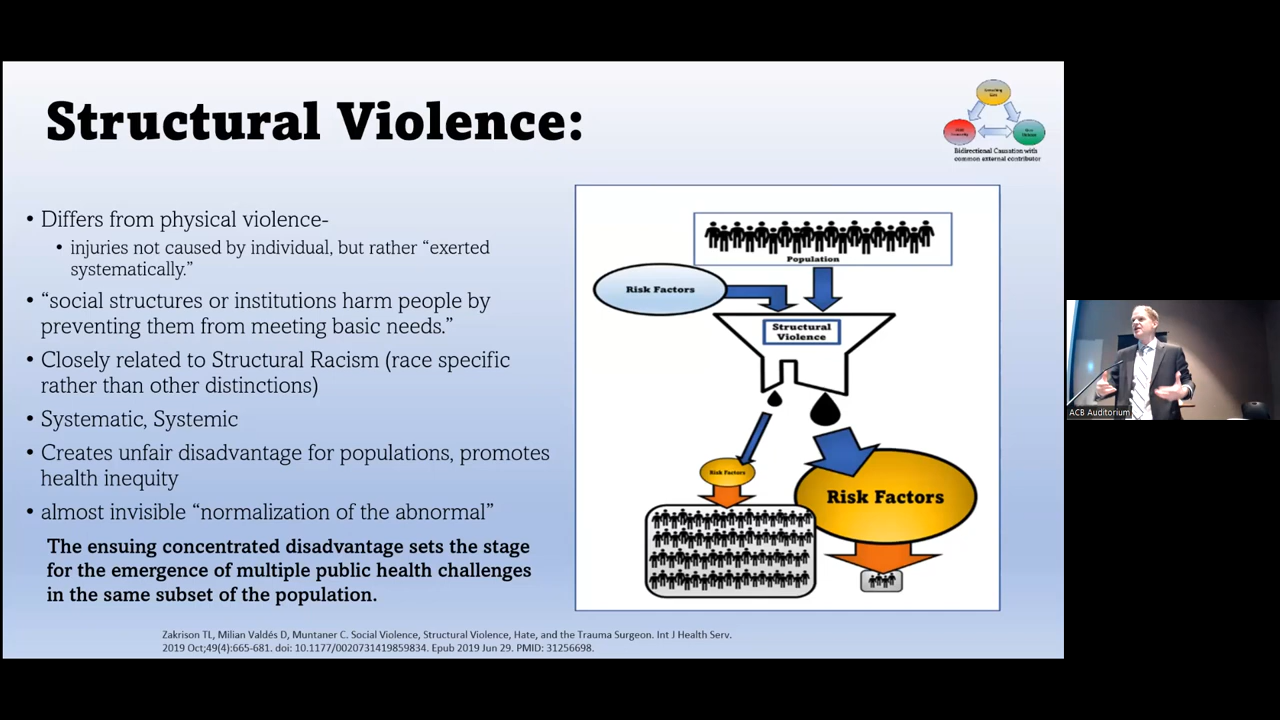 Structural Violence:
Bidirectional Causation with
common external contributor
• Differs from physical violence-
• injuries not caused by individual, but rather “exerted
systematically.”
• “social structures or institutions harm people by
preventing them from meeting basic needs.”
• Closely related to Structural Racism (race specific
rather than other distinctions)
• Systematic, Systemic
• Creates unfair disadvantage for populations, promotes
health inequity
• almost invisible “normalization of the abnormal”
The ensuing concentrated disadvantage sets the stage
for the emergence of multiple public health challenges
in the same subset of the population.
Population
Risk Factors
Structural
Violence
Risk Factors
Risk Factors
Zakrison TL, Milian Valdés D, Muntaner C. Social Violence, Structural Violence, Hate, and the Trauma Surgeon. Int J Health Serv.
2019 Oct;49(4):665-681. doi: 10.1177/0020731419859834. Epub 2019 Jun 29. PMID: 31256698.
ACB Auditorium